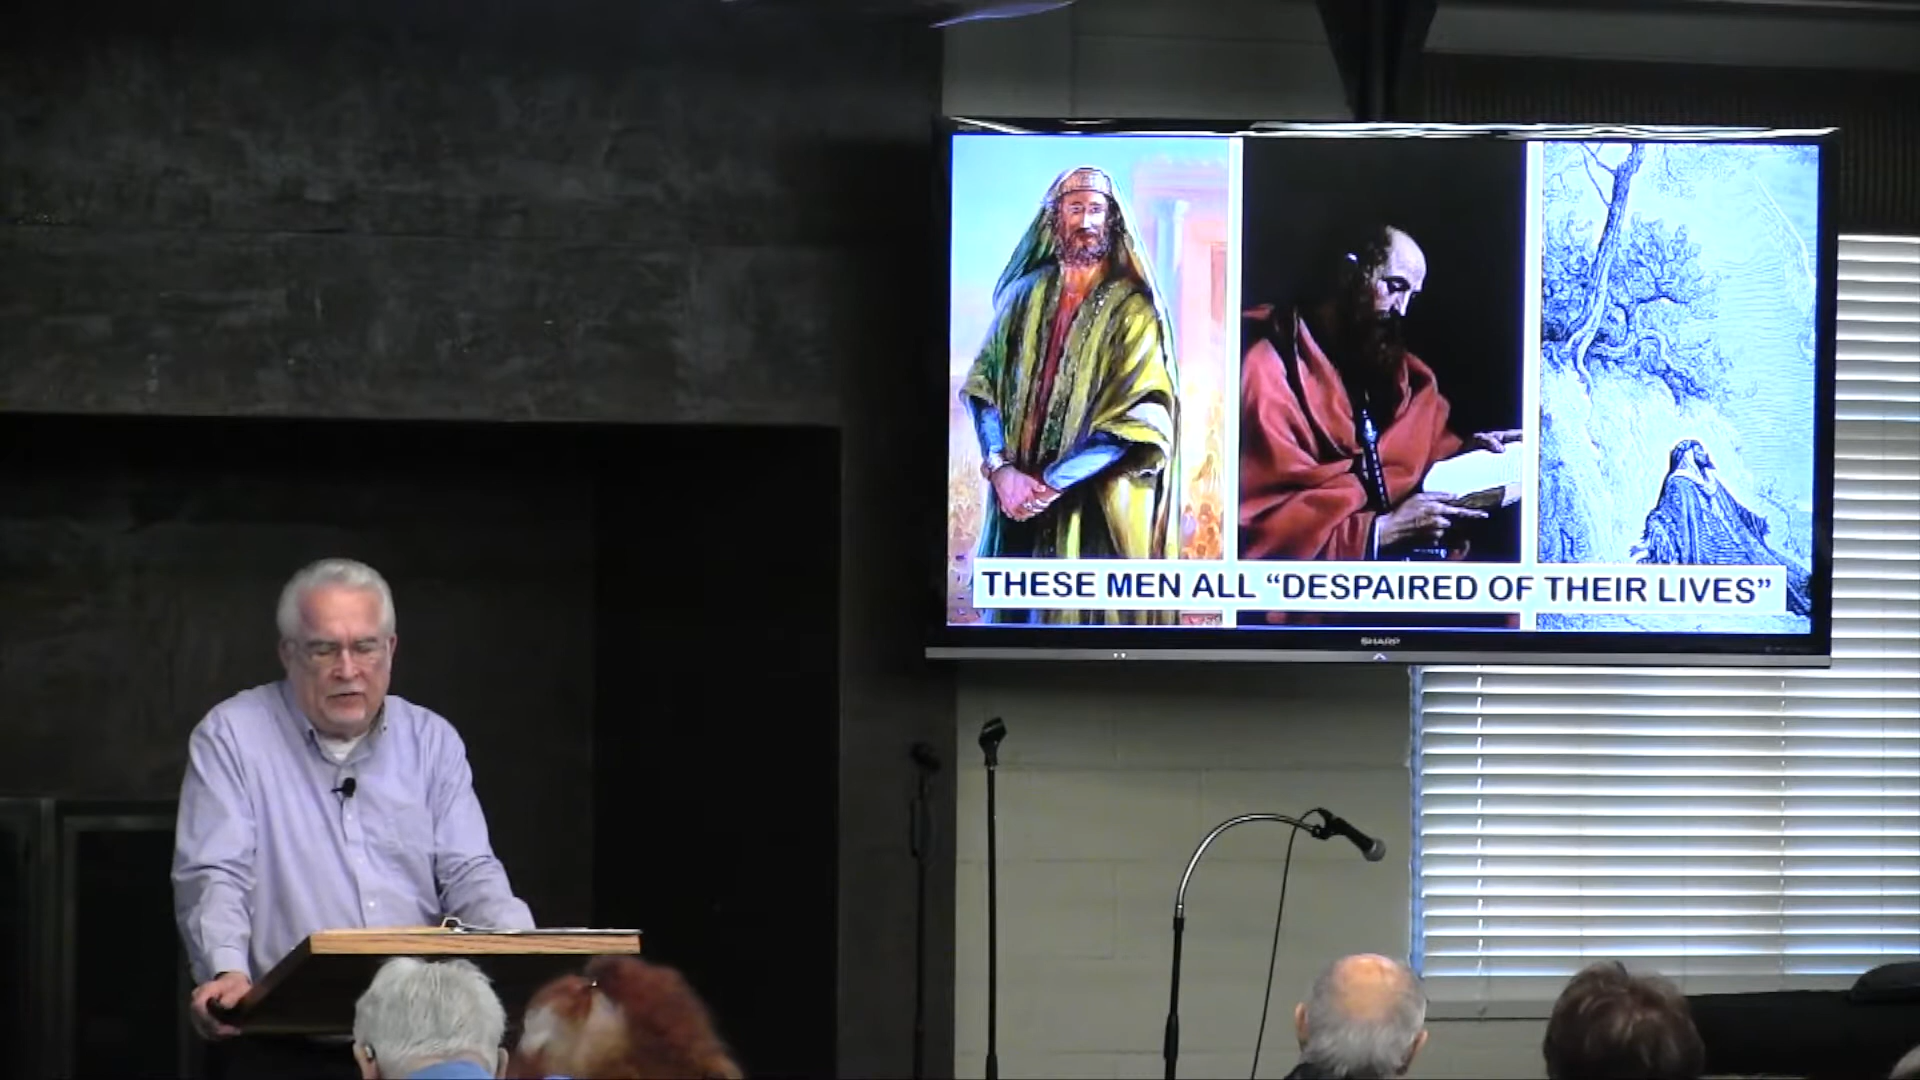 THESE MEN ALL “DESPAIRED OF THEIR LIVES”
SHARP